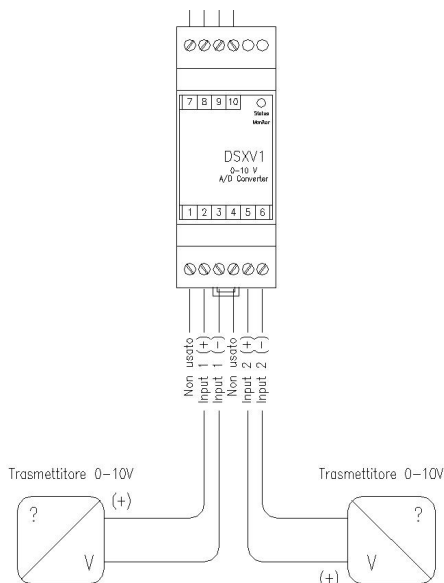 7 8 9 10
Status
Monitor
DSXV1
0-10 V
A/D Converter
1 2 3 4 5 6
Non usato
Input 1 (+)
Input 1 (-)
Non usato
Input 2 (+)
Input 2 (-)
Trasmettitore 0-10V
Trasmettitore 0-10V
(+)
?
V
?
V
(+)